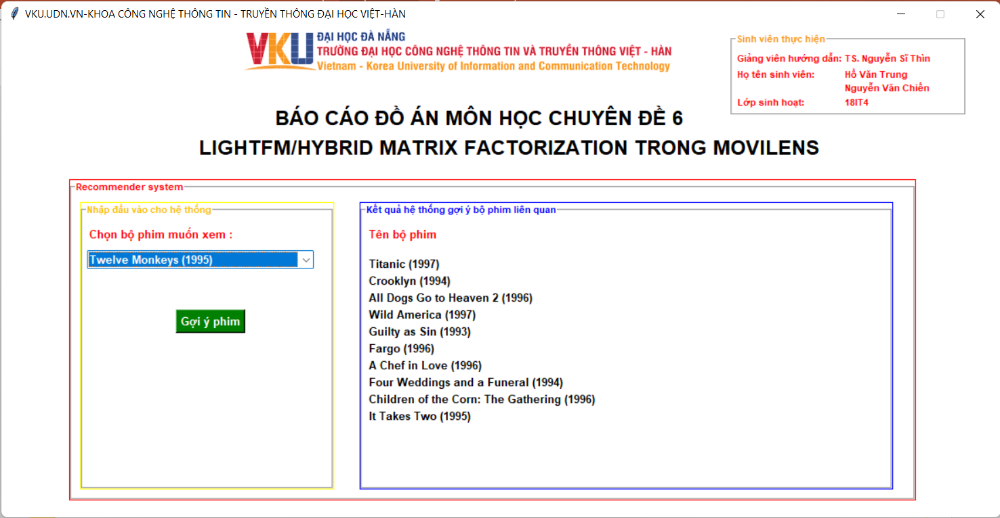 VKU.UDN.VN-KHOA CÔNG NGHỆ THÔNG TIN - TRUYỀN THÔNG ĐẠI HỌC VIỆT-HÀN
VKU
ĐẠI HỌC ĐÀ NẴNG
TRƯỜNG ĐẠI HỌC CÔNG NGHỆ THÔNG TIN VÀ TRUYỀN THÔNG VIỆT - HÀN
Vietnam - Korea University of Information and Communication Technology
Sinh viên thực hiện
Giảng viên hướng dẫn: TS. Nguyễn Sĩ Thìn
Họ tên sinh viên: Hồ Văn Trung
Nguyễn Văn Chiến
Lớp sinh hoạt: 18IT4
BÁO CÁO ĐỒ ÁN MÔN HỌC CHUYÊN ĐỀ 6
LIGHTFM/HYBRID MATRIX FACTORIZATION TRONG MOVILENS
Recommender system
Nhập đầu vào cho hệ thống
Chọn bộ phim muốn xem :
Twelve Monkeys (1995)
Gợi ý phim
Kết quả hệ thống gợi ý bộ phim liên quan
Tên bộ phim
Titanic (1997)
Crooklyn (1994)
All Dogs Go to Heaven 2 (1996)
Wild America (1997)
Guilty as Sin (1993)
Fargo (1996)
A Chef in Love (1996)
Four Weddings and a Funeral (1994)
Children of the Corn: The Gathering (1996)
It Takes Two (1995)